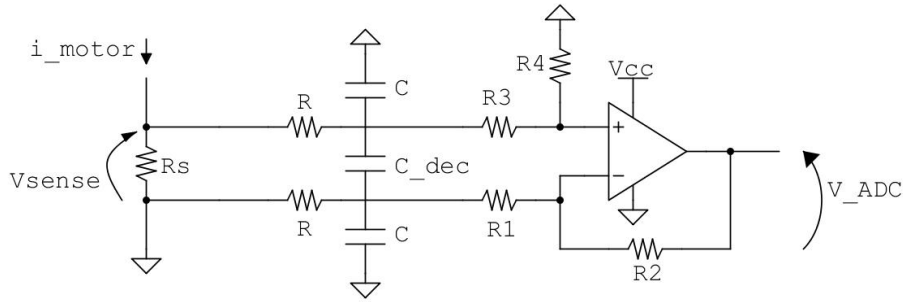 i_motor
R4
Vcc
C
R
R3
+
Rs
C_dec
Vsense
−
V_ADC
R
C
R1
R2